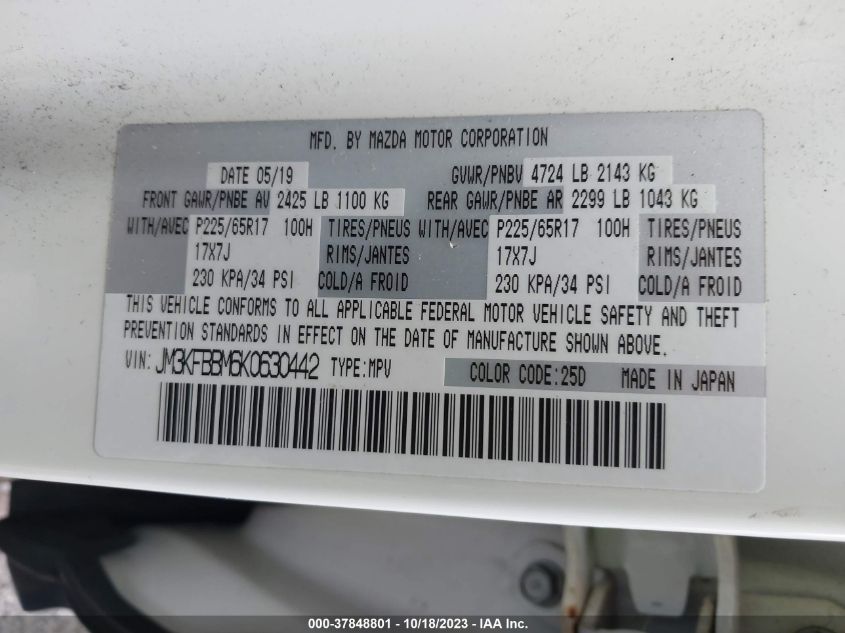 MFD. BY MAZDA MOTOR CORPORATION
DATE 05/19 GVWR/PNBV 4724 LB 2143 KG
FRONT GAWR/PNBE AV 2425 LB 1100 KG REAR GAWR/PNBE AR 2299 LB 1043 KG
WITH/AVEC P225/65R17 100H TIRES/PNEUS WITH/AVEC P225/65R17 100H TIRES/PNEUS
17X7J RIMS/JANTES 17X7J RIMS/JANTES
230 KPA/34 PSI COLD/A FROID 230 KPA/34 PSI COLD/A FROID
THIS VEHICLE CONFORMS TO ALL APPLICABLE FEDERAL MOTOR VEHICLE SAFETY AND THEFT
PREVENTION STANDARDS IN EFFECT ON THE DATE OF MANUFACTURE SHOWN ABOVE.
VIN: JM3KFBBM6K0630442 TYPE:MPV COLOR CODE:25D MADE IN JAPAN
000-37848801 - 10/18/2023 - IAA, Inc.